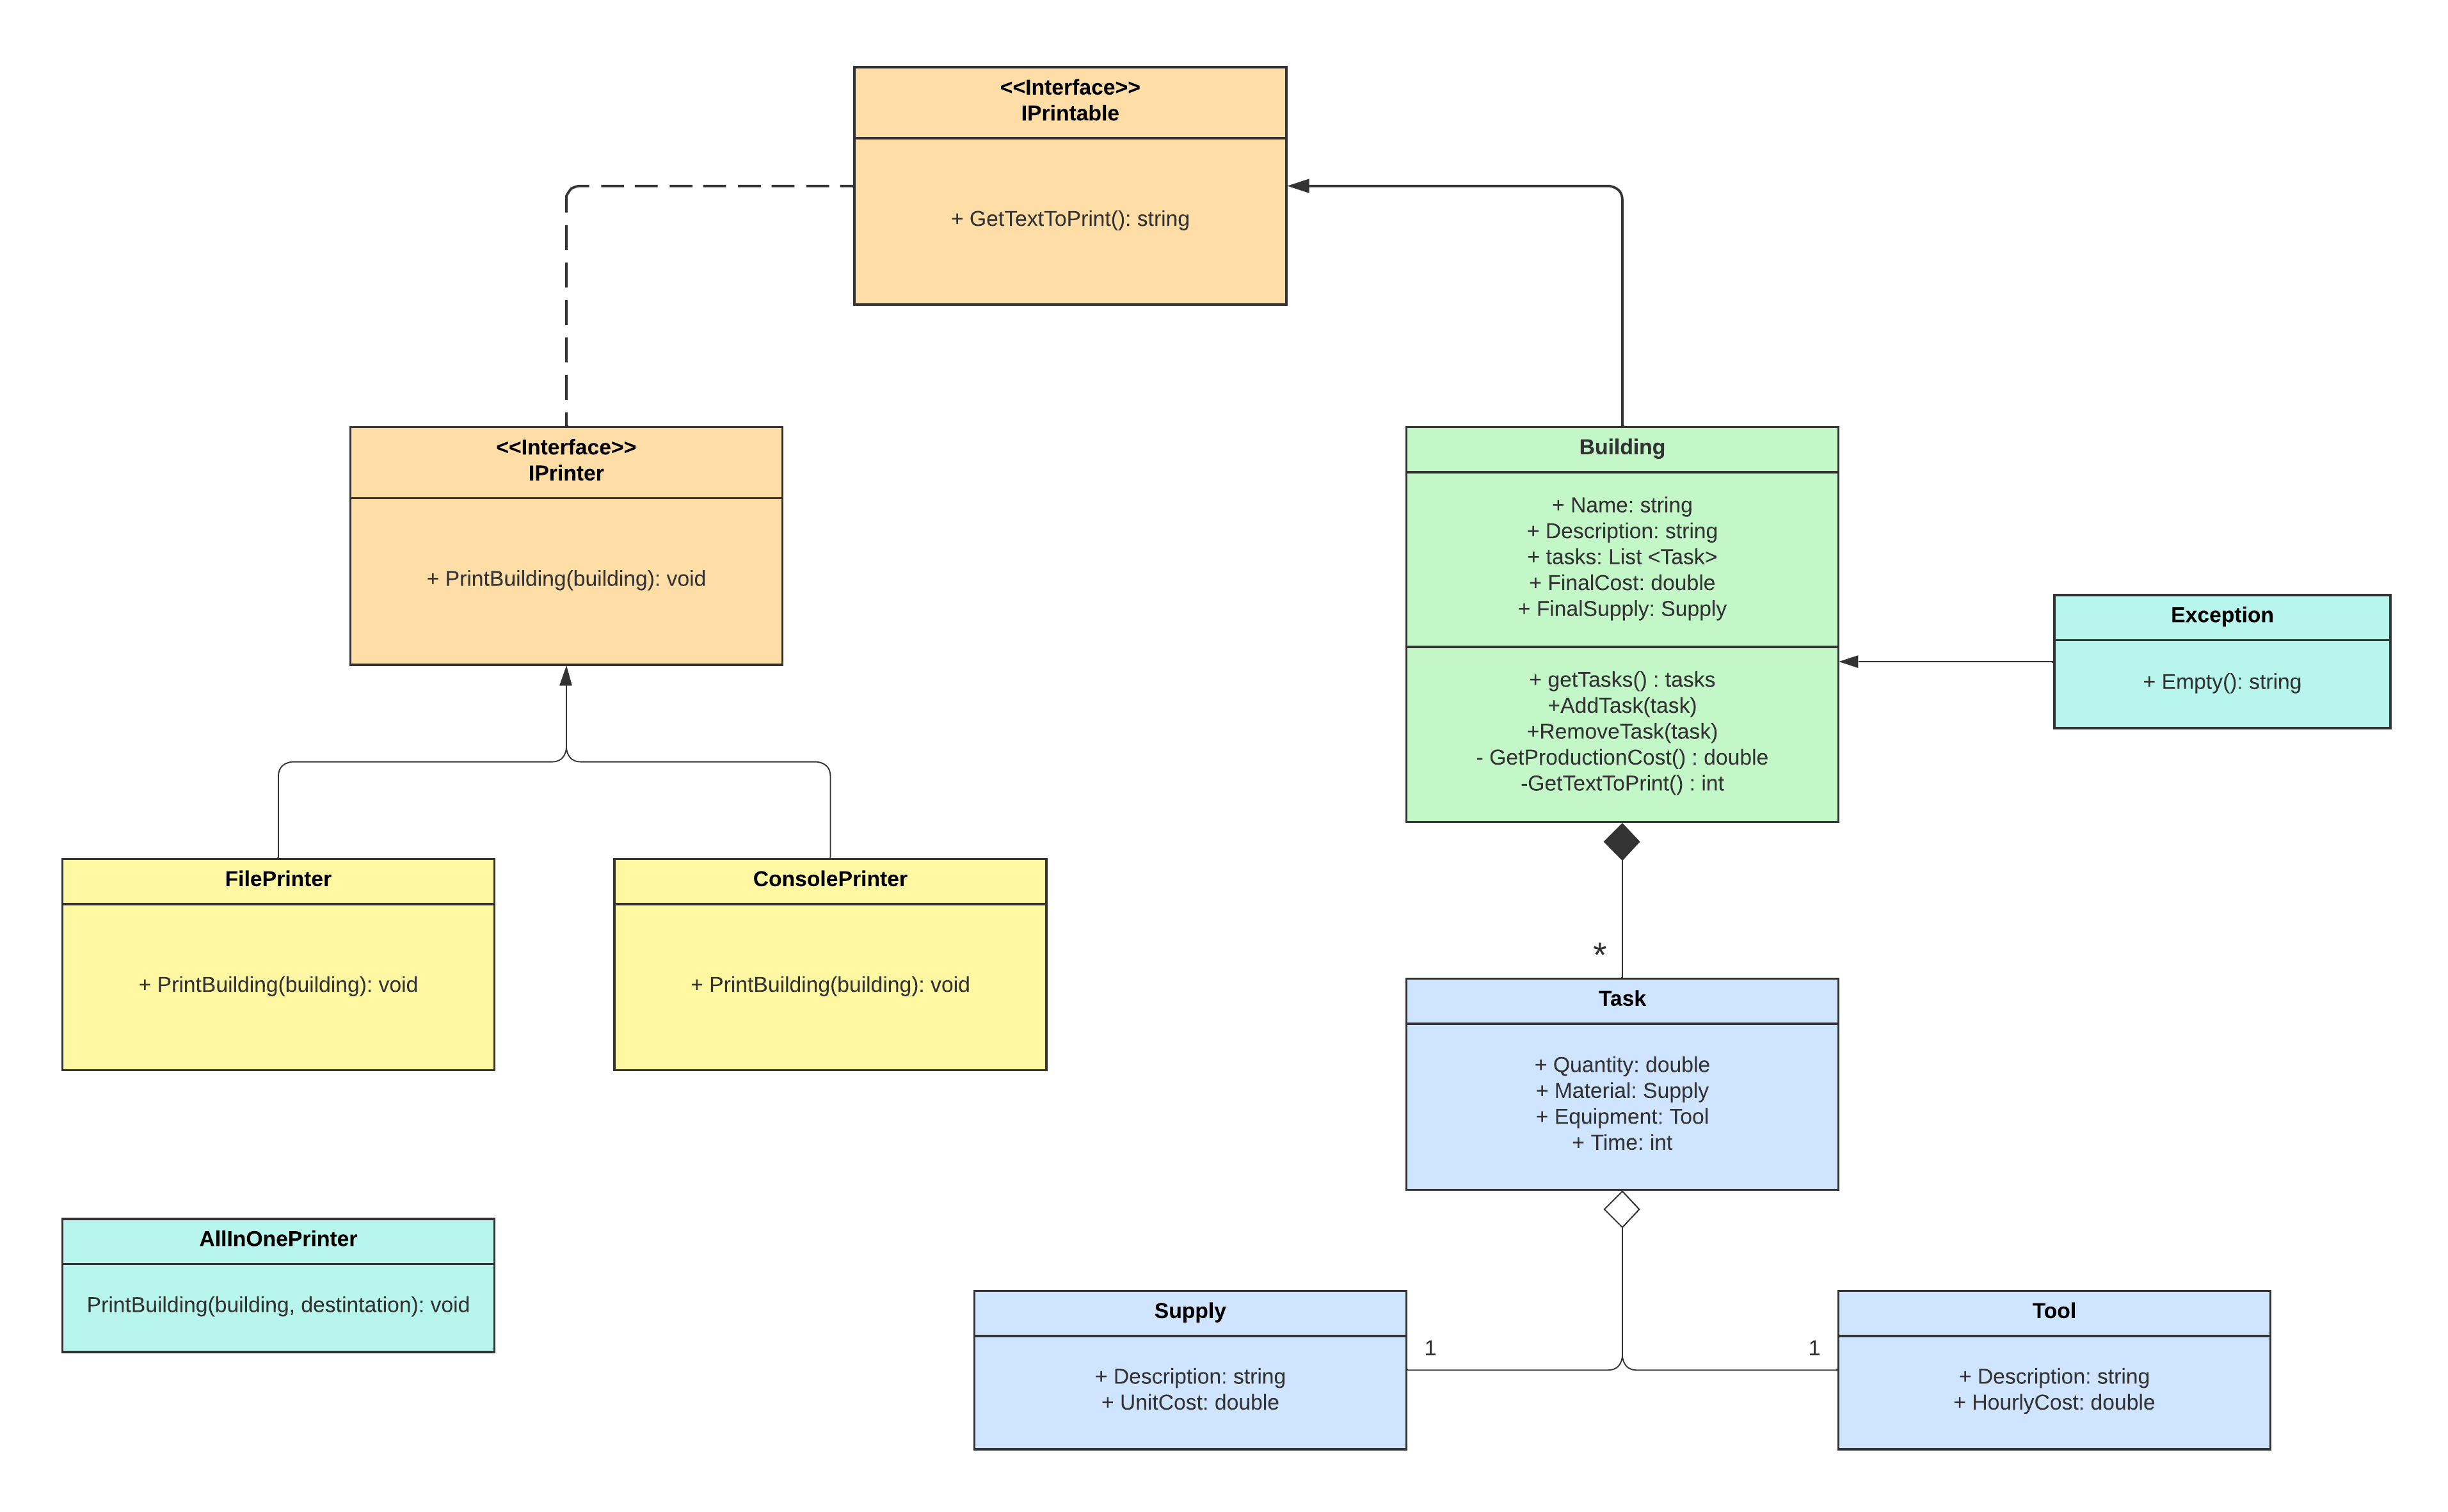 <<Interface>>
IPrintable
+ GetTextToPrint(): string
<<Interface>>
IPrinter
+ PrintBuilding(building): void
Building
+ Name: string
+ Description: string
+ tasks: List <Task>
+ FinalCost: double
+ FinalSupply: Supply
+ getTasks() : tasks
+AddTask(task)
+RemoveTask(task)
- GetProductionCost() : double
-GetTextToPrint() : int
Exception
+ Empty(): string
FilePrinter
+ PrintBuilding(building): void
ConsolePrinter
+ PrintBuilding(building): void
*
Task
+ Quantity: double
+ Material: Supply
+ Equipment: Tool
+ Time: int
AllInOnePrinter
PrintBuilding(building, destintation): void
Supply
+ Description: string
+ UnitCost: double
1
1
Tool
+ Description: string
+ HourlyCost: double